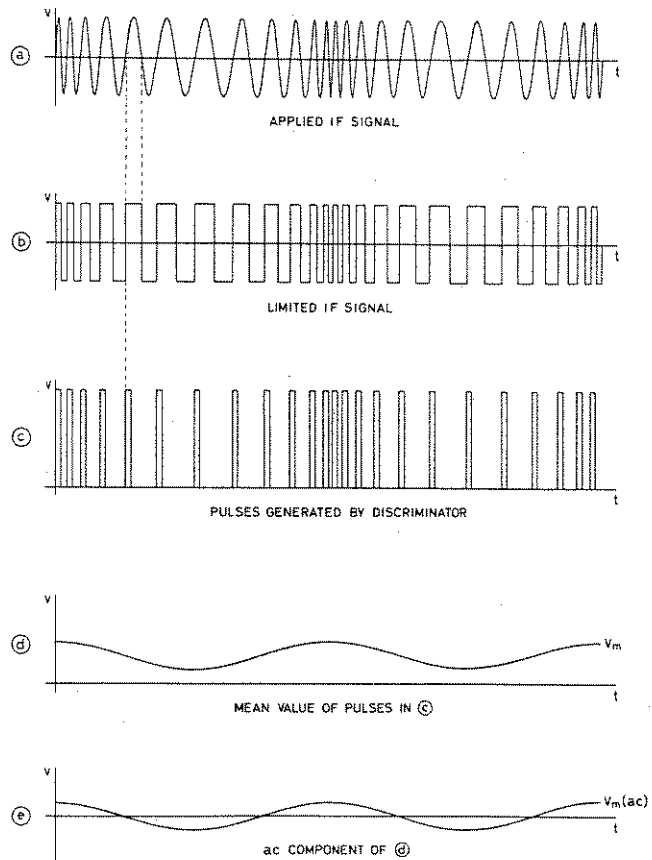 V
ⓐ
t
APPLIED IF SIGNAL
V
ⓑ
t
LIMITED IF SIGNAL
V
ⓒ
t
PULSES GENERATED BY DISCRIMINATOR
V
ⓓ
Vm
t
MEAN VALUE OF PULSES IN ⓒ
V
ⓔ
Vm(ac)
t
ac COMPONENT OF ⓓ